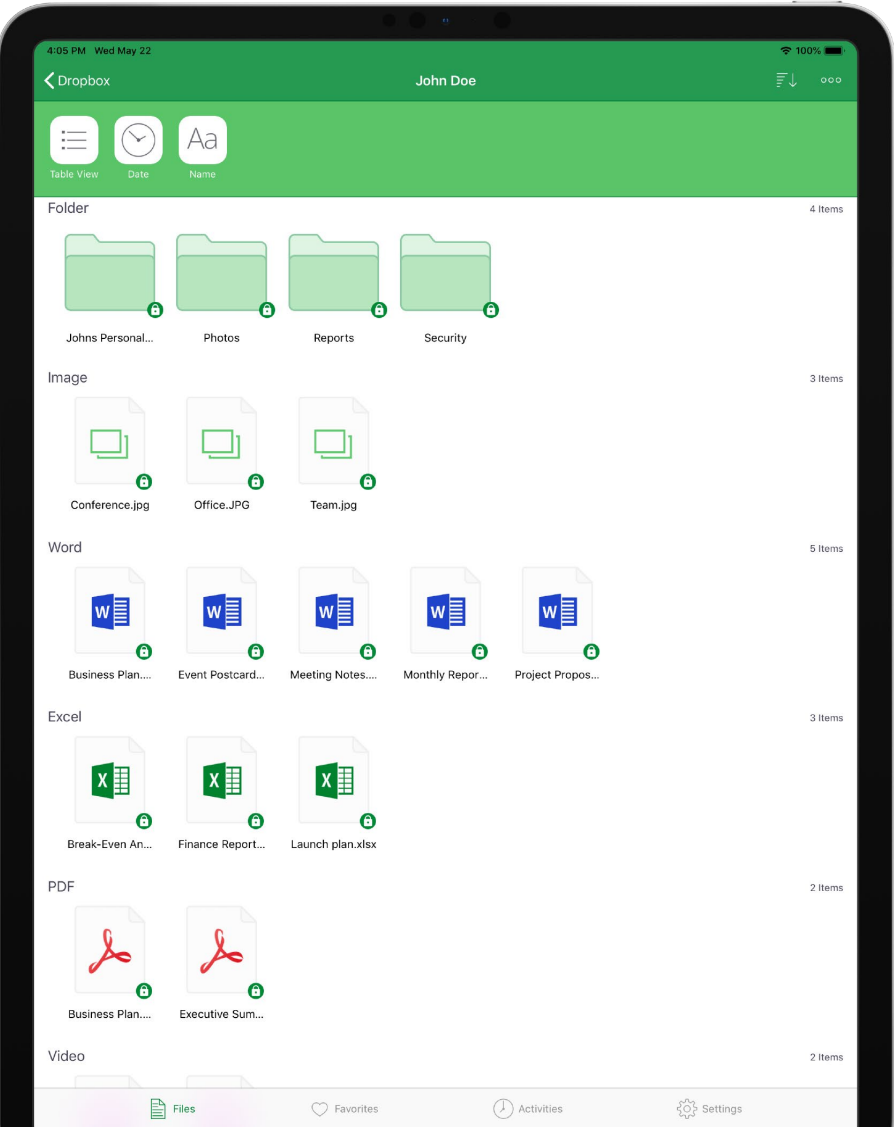 4:05 PM Wed May 22
100%
Dropbox
John Doe
Table View
Date
Aa
Name
Folder
4 Items
Johns Personal...
Photos
Reports
Security
Image
3 Items
Conference.jpg
Office.JPG
Team.jpg
Word
5 Items
W W W W W
Business Plan....
Event Postcard...
Meeting Notes....
Monthly Repor...
Project Propos...
Excel
3 Items
X X X
Break-Even An...
Finance Report...
Launch plan.xlsx
PDF
2 Items
Business Plan....
Executive Sum...
Video
2 Items
Files
Favorites
Activities
Settings